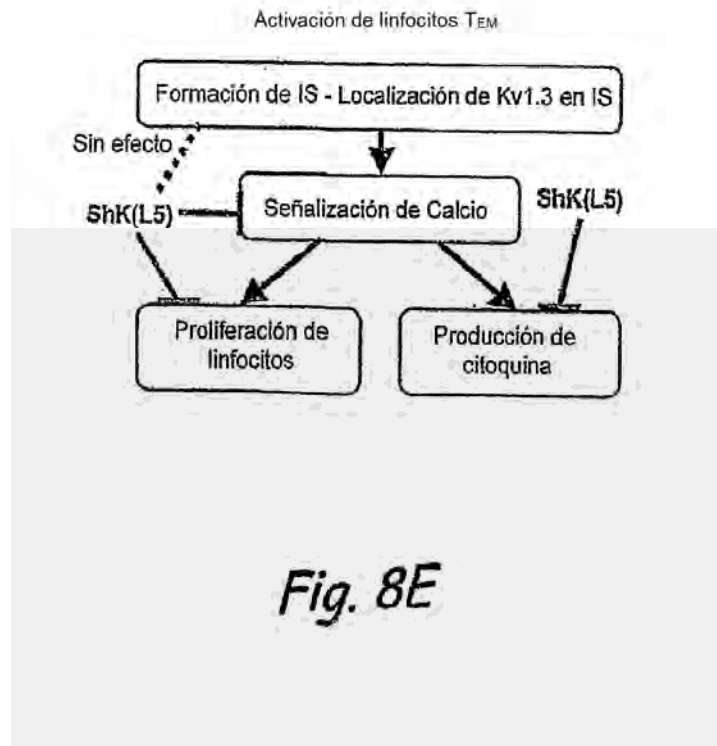 Activación de linfocitos TEM
Formación de IS - Localización de Kv1.3 en IS
Sin efecto
ShK(L5)
Señalización de Calcio
ShK(L5)
Proliferación de
linfocitos
Producción de
citoquina
Fig. 8E